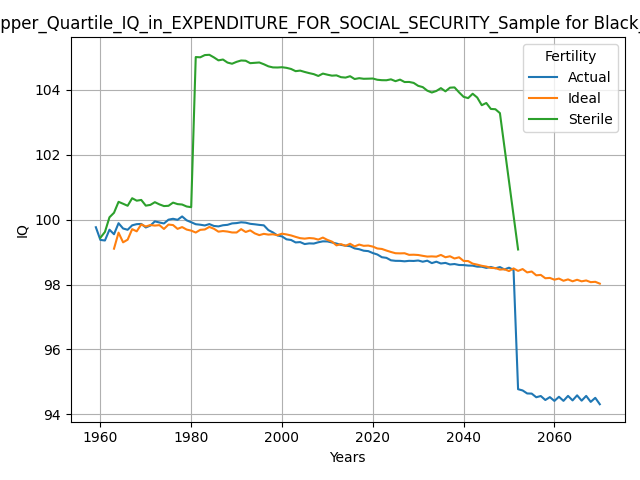 pper_Quartile_IQ_in_EXPENDITURE_FOR_SOCIAL_SECURITY_Sample for Black_
Fertility
Actual
Ideal
Sterile
104
102
100
98
96
94
IQ
1960 1980 2000 2020 2040 2060
Years